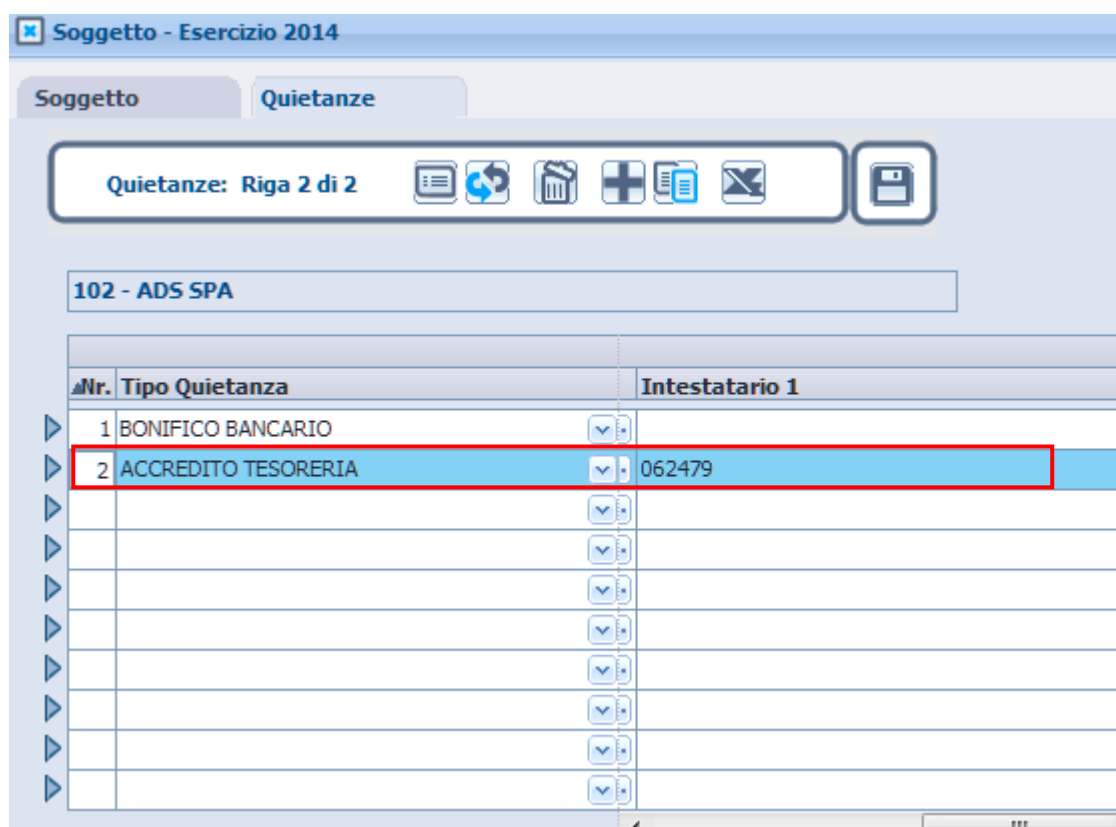 Soggetto - Esercizio 2014
Soggetto Quietanze
Quietanze: Riga 2 di 2
102 - ADS SPA
Nr. Tipo Quietanza Intestatario 1
1 BONIFICO BANCARIO
2 ACCREDITO TESORERIA 062479